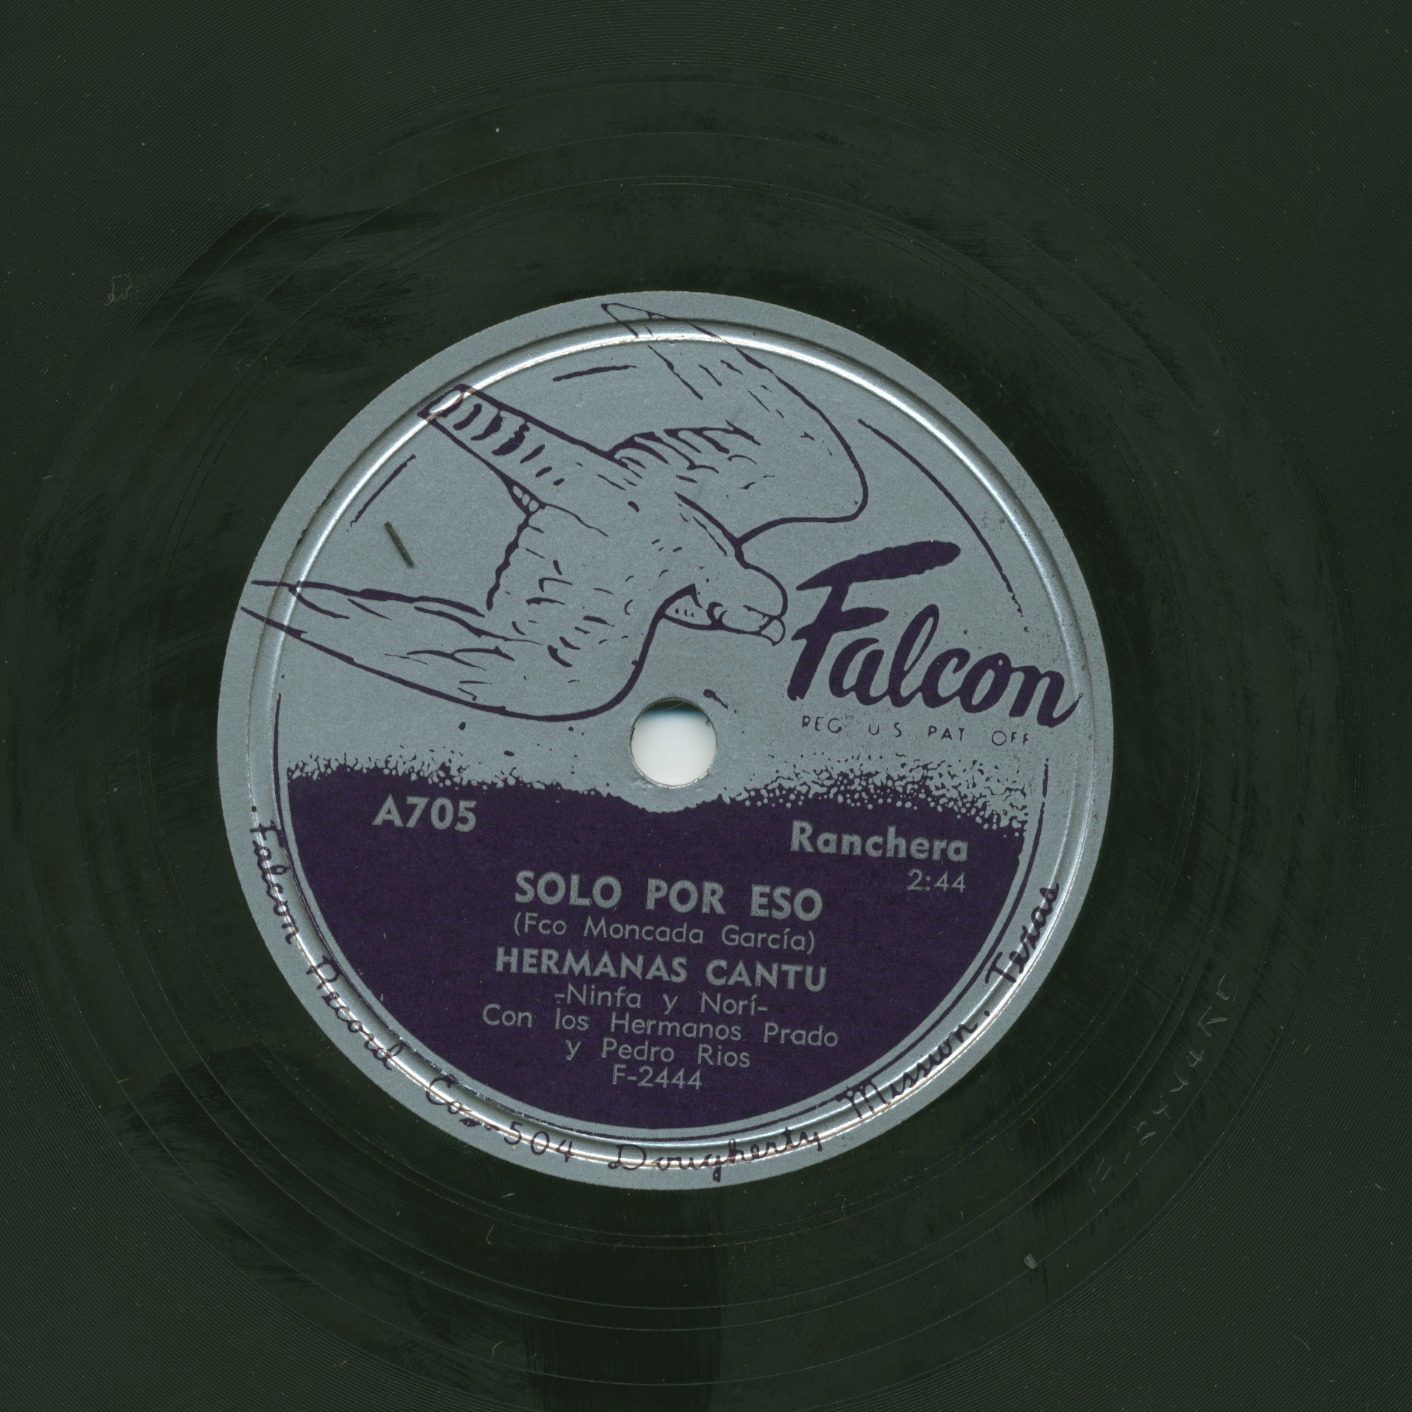 Falcon
REG U S PAT OFF
A705
Ranchera
2:44
SOLO POR ESO
(Fco Moncada García)
HERMANAS CANTU
-Ninfa y Norí-
Con los Hermanos Prado
y Pedro Rios
F-2444
Falcon Record Co. - 504 Dougherty Mission, Texas